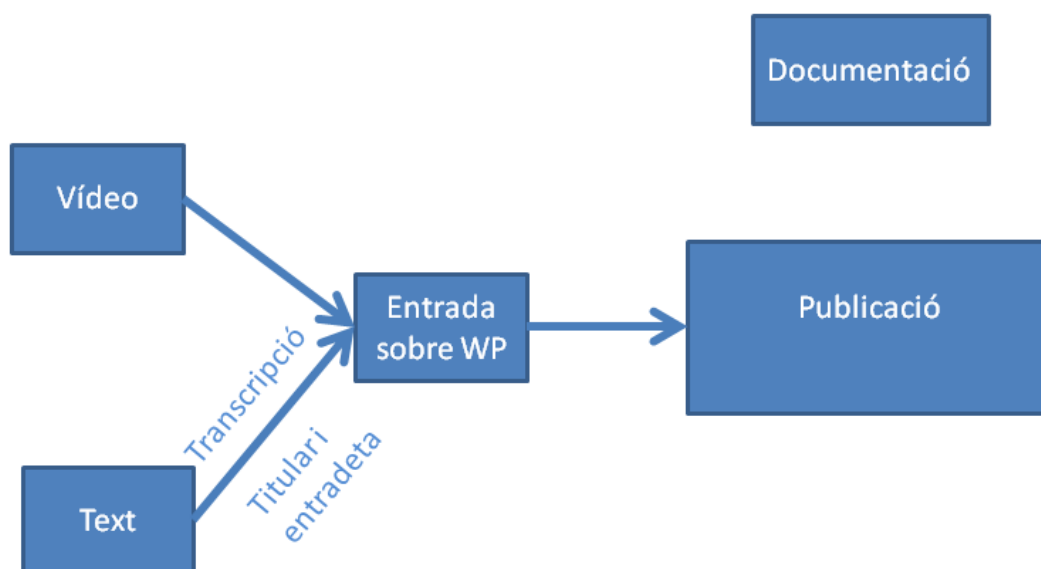 Documentació
Vídeo
Entrada
sobre WP
Publicació
Transcripció
Titular i
entradeta
Text